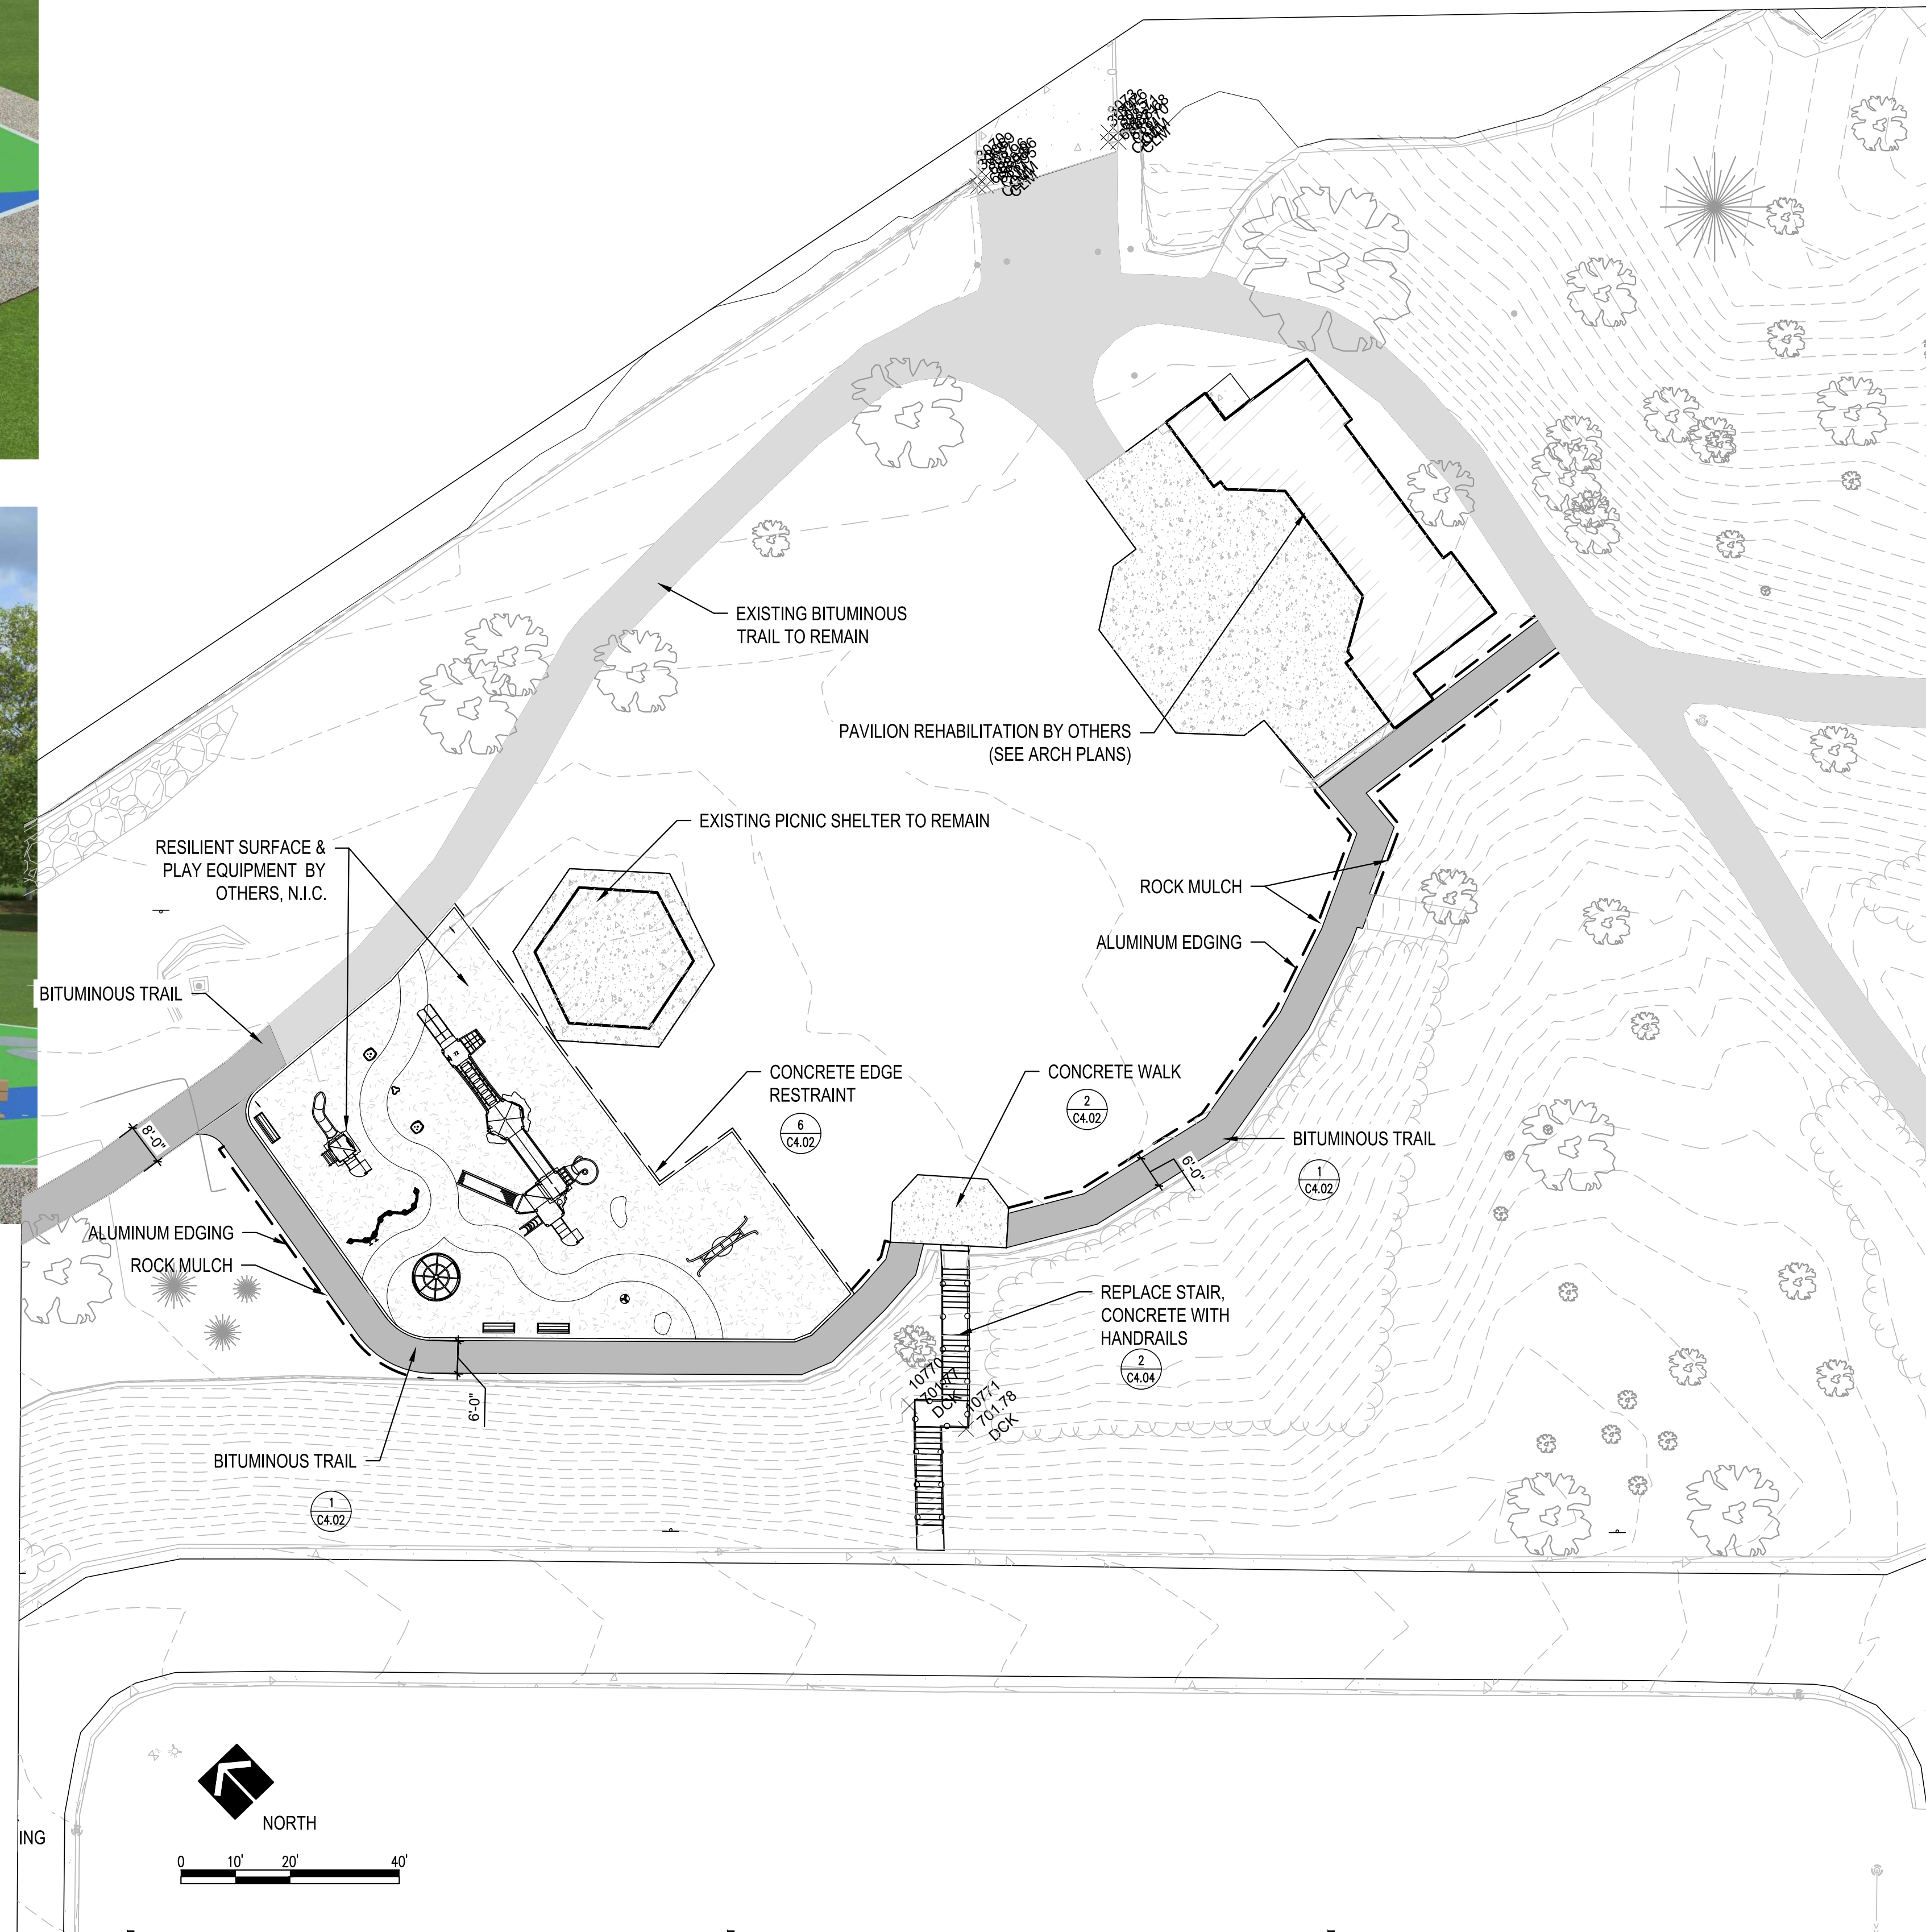 EXISTING BITUMINOUS
TRAIL TO REMAIN
PAVILION REHABILITATION BY OTHERS
(SEE ARCH PLANS)
EXISTING PICNIC SHELTER TO REMAIN
RESILIENT SURFACE &
PLAY EQUIPMENT BY
OTHERS, N.I.C.
ROCK MULCH
ALUMINUM EDGING
BITUMINOUS TRAIL
CONCRETE EDGE
RESTRAINT
6
C4.02
CONCRETE WALK
2
C4.02
8'-0"
BITUMINOUS TRAIL
1
C4.02
6'-0"
ALUMINUM EDGING
ROCK MULCH
REPLACE STAIR,
CONCRETE WITH
HANDRAILS
2
C4.04
10770
701.77
DCK
10771
701.78
DCK
6'-0"
BITUMINOUS TRAIL
1
C4.02
NORTH
ING
0 10' 20' 40'